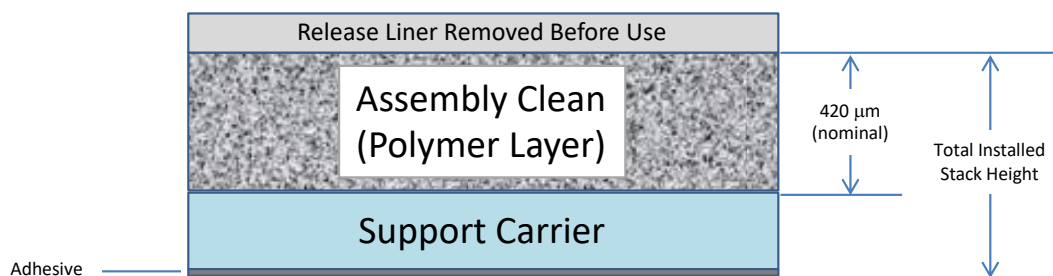 Release Liner Removed Before Use
Assembly Clean
(Polymer Layer)
420 μm
(nominal)
Total Installed
Stack Height
Support Carrier
Adhesive